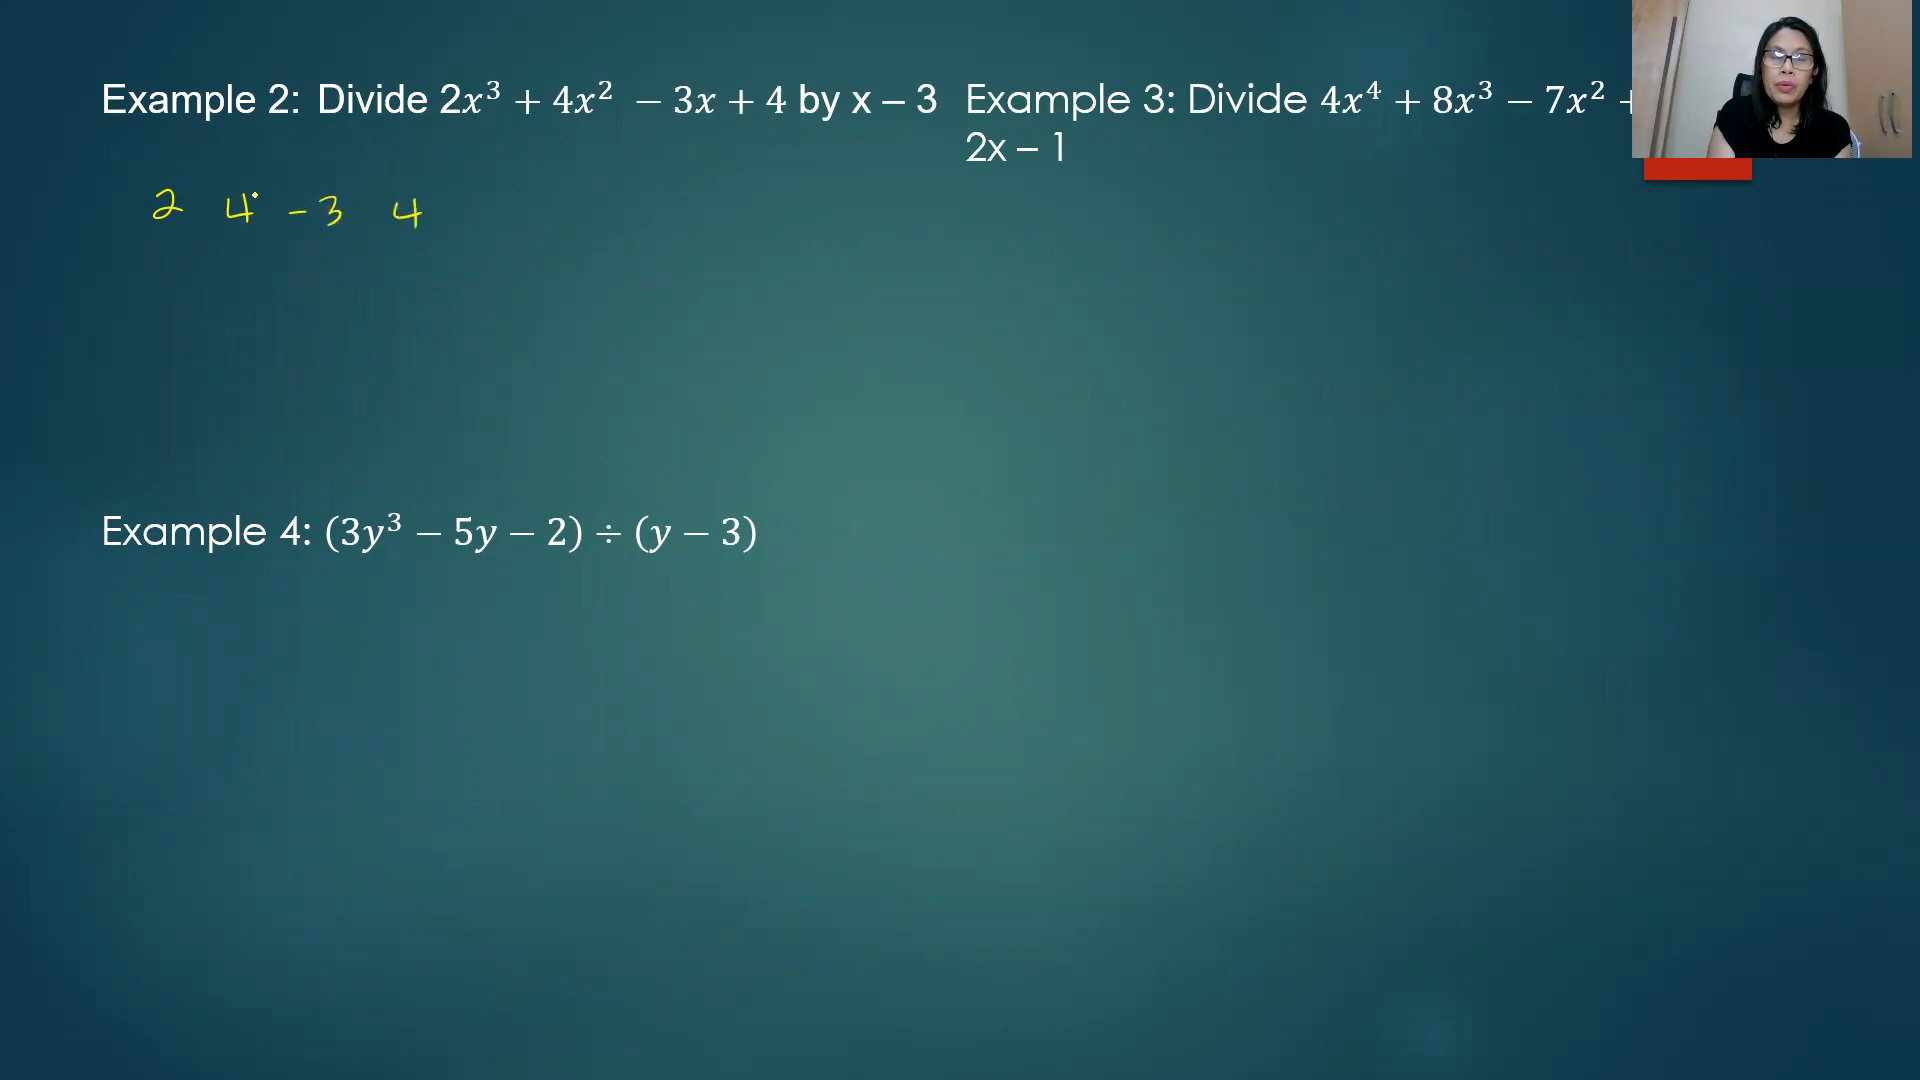 Example 2: Divide 2x³ + 4x² − 3x + 4 by x – 3
Example 3: Divide 4x⁴ + 8x³ − 7x² +
2x – 1
2 4 -3 4
Example 4: (3y³ − 5y − 2) ÷ (y − 3)